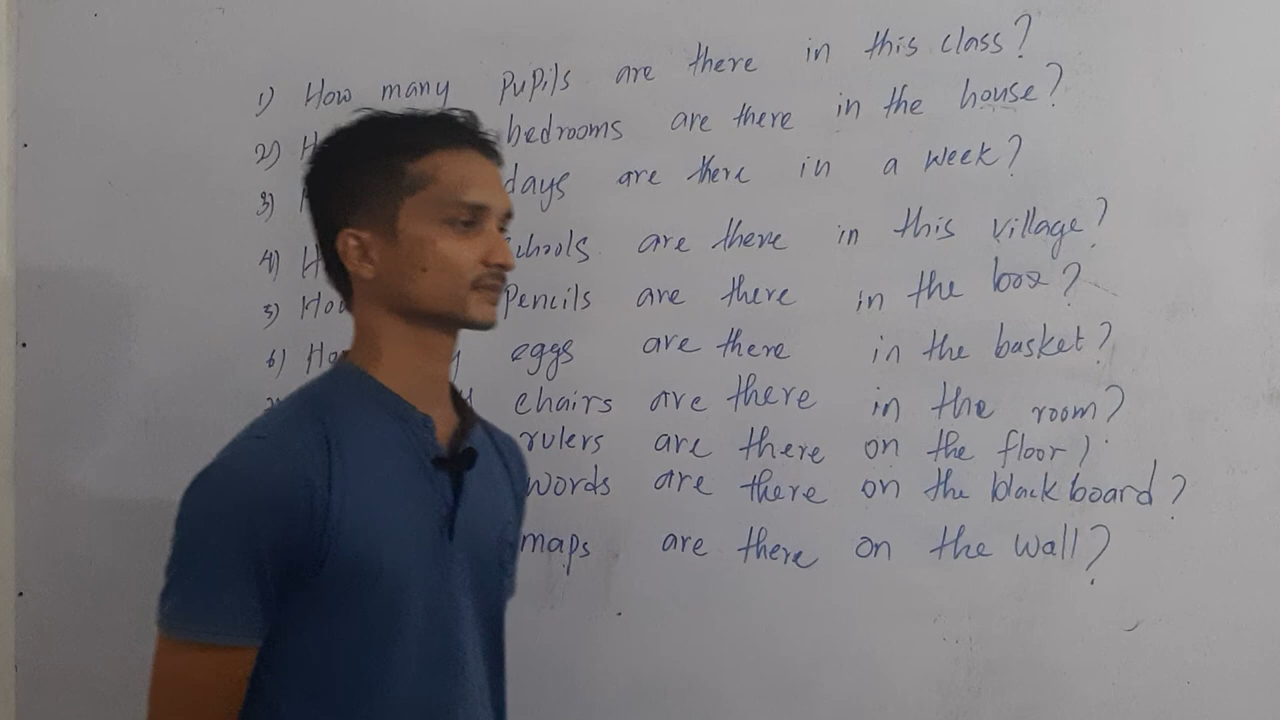 1) How many pupils are there in this class?
2) H bedrooms are there in the house?
3) days are there in a week?
4) H schools are there in this village?
5) How pencils are there in the box?
6) Ho y eggs are there in the basket?
chairs are there in the room?
rulers are there on the floor?
words are there on the blackboard?
maps are there on the wall?